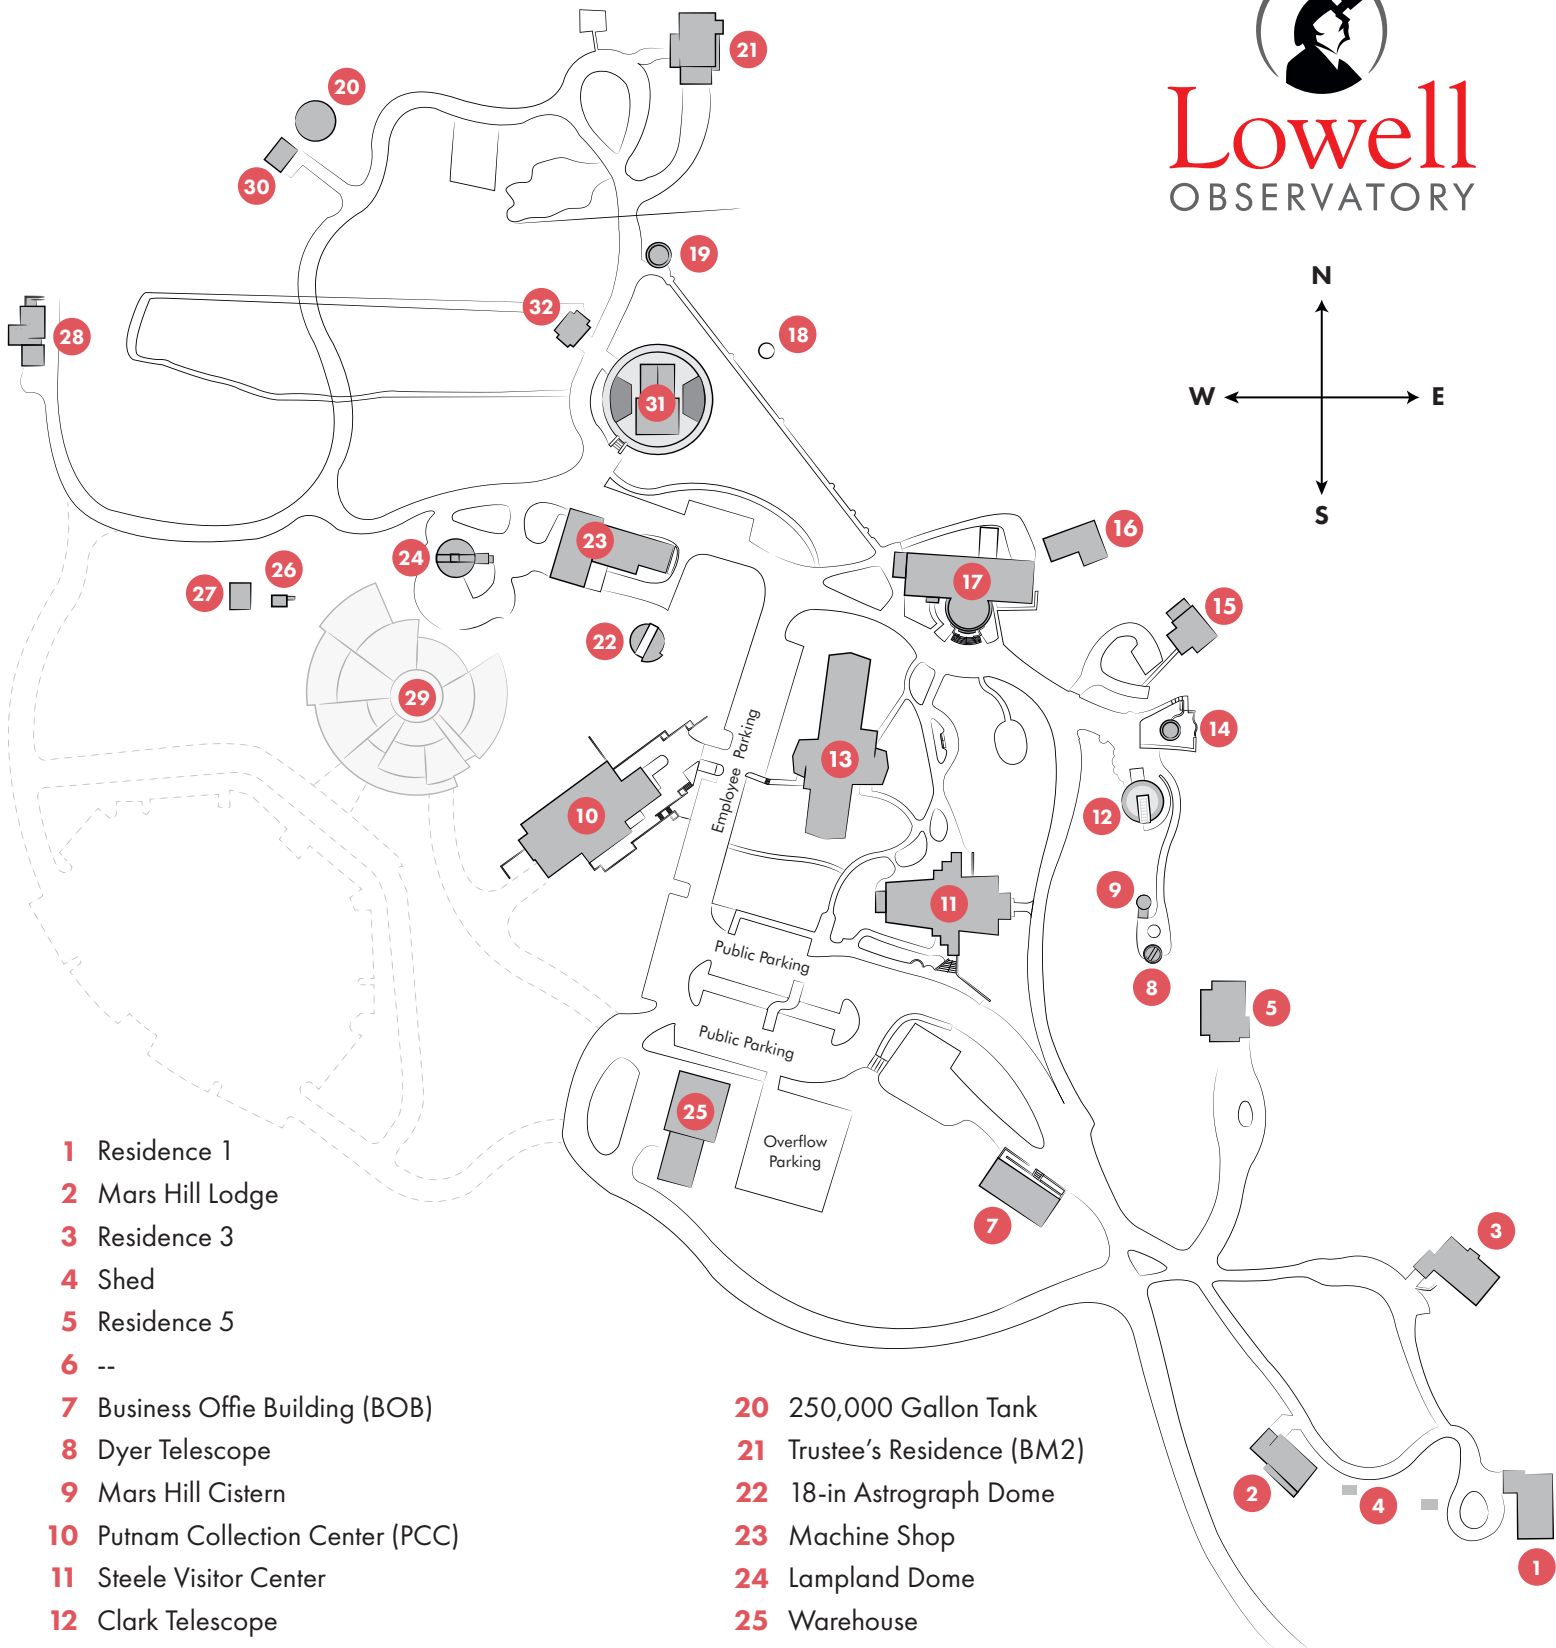 21
20
Lowell
OBSERVATORY
30
19
N
32
18
28
W
E
31
S
16
23
24
26
17
27
15
22
29
14
Employee Parking
13
10
12
9
11
Public Parking
8
5
Public Parking
25
Overflow
Parking
7
3
2
4
1
1 Residence 1
2 Mars Hill Lodge
3 Residence 3
4 Shed
5 Residence 5
6 --
7 Business Offie Building (BOB)
8 Dyer Telescope
9 Mars Hill Cistern
10 Putnam Collection Center (PCC)
11 Steele Visitor Center
12 Clark Telescope
20 250,000 Gallon Tank
21 Trustee’s Residence (BM2)
22 18-in Astrograph Dome
23 Machine Shop
24 Lampland Dome
25 Warehouse